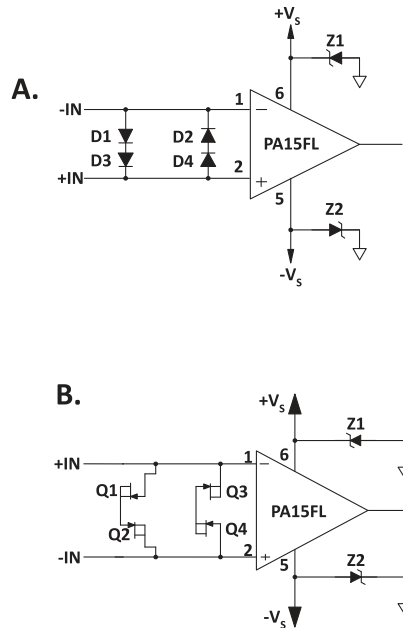 +Vs
Z1
A.
6
-IN
1
−
D1
D2
PA15FL
D3
D4
+IN
2
+
5
Z2
-Vs
B.
+Vs
Z1
6
+IN
1
−
Q1
Q3
PA15FL
Q2
Q4
-IN
2
+
5
Z2
-Vs